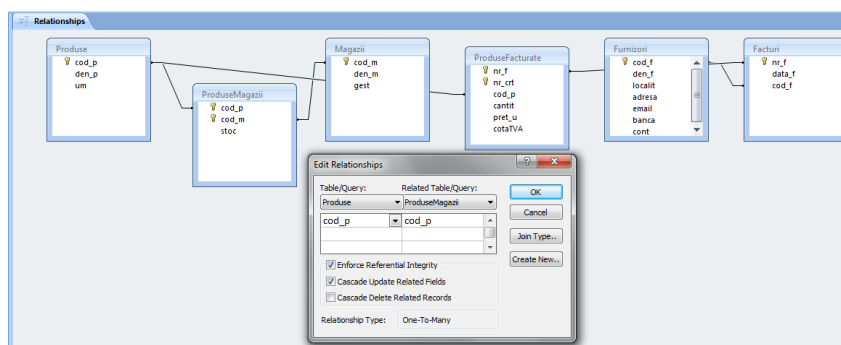 Relationships
Produse
cod_p
den_p
um
ProduseMagazii
cod_p
cod_m
stoc
Magazii
cod_m
den_m
gest
ProduseFacturate
nr_f
nr_crt
cod_p
cantit
pret_u
cotaTVA
Furnizori
cod_f
den_f
localit
adresa
email
banca
cont
Facturi
nr_f
data_f
cod_f
Edit Relationships
Table/Query: Related Table/Query:
Produse ProduseMagazii
cod_p cod_p
Enforce Referential Integrity
Cascade Update Related Fields
Cascade Delete Related Records
Relationship Type: One-To-Many
OK
Cancel
Join Type..
Create New..